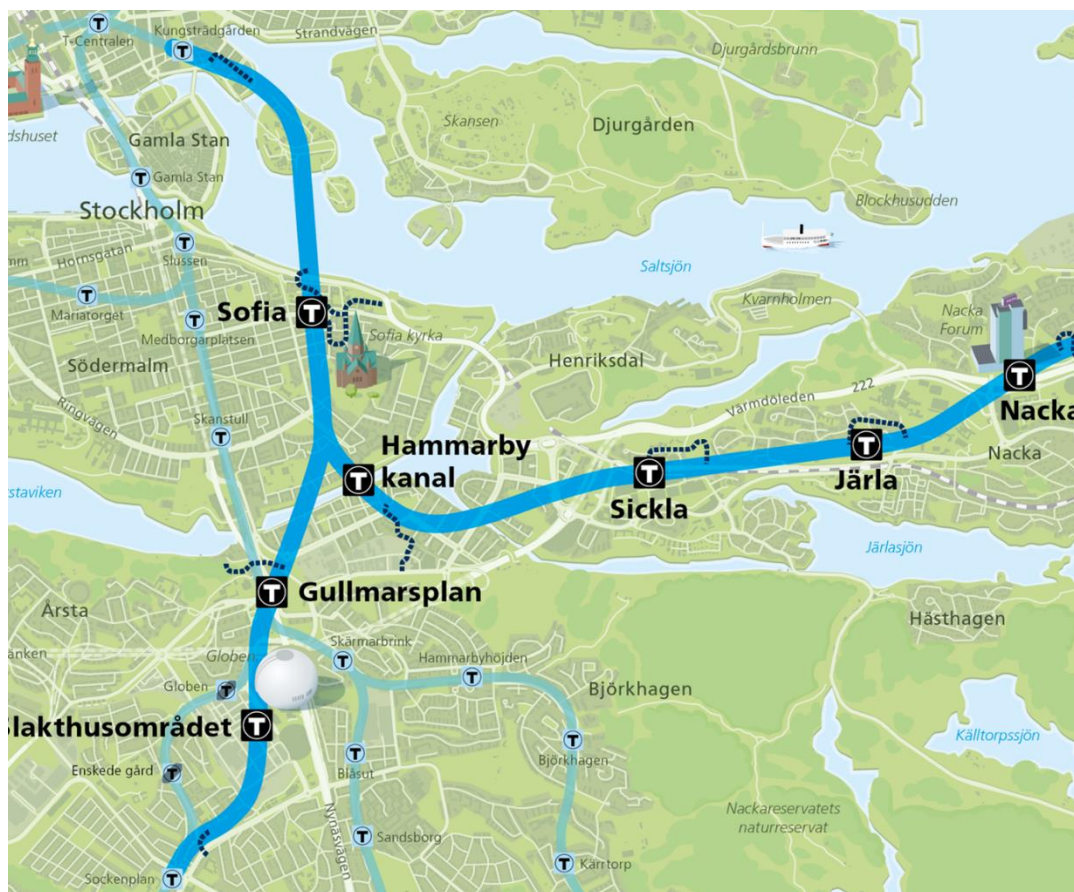 T-Centralen
Kungsträdgården
Strandvägen
Djurgårdsbrunn
Skansen
Djurgården
dshuset
Gamla Stan
Gamla Stan
Stockholm
Blockhusudden
Hornsgatan
Slussen
mm
Saltsjön
Mariatorget
Sofia
Kvarnholmen
Nacka
Forum
Medborgarplatsen
Sofia kyrka
Södermalm
Henriksdal
222
Värmdöleden
Ringvägen
Skanstull
Nacka
Hammarby
kanal
Järla
Nacka
Sickla
staviken
Järlasjön
Gullmarsplan
Årsta
Hästhagen
Skärmarbrink
änken
Globen
Hammarbyhöjden
Globen
Björkhagen
Slakthusområdet
Källtorpssjön
Enskede gård
Blåsut
Björkhagen
Nynäsvägen
Nackareservatets
naturreservat
Sandsborg
Kärrtorp
Sockenplan